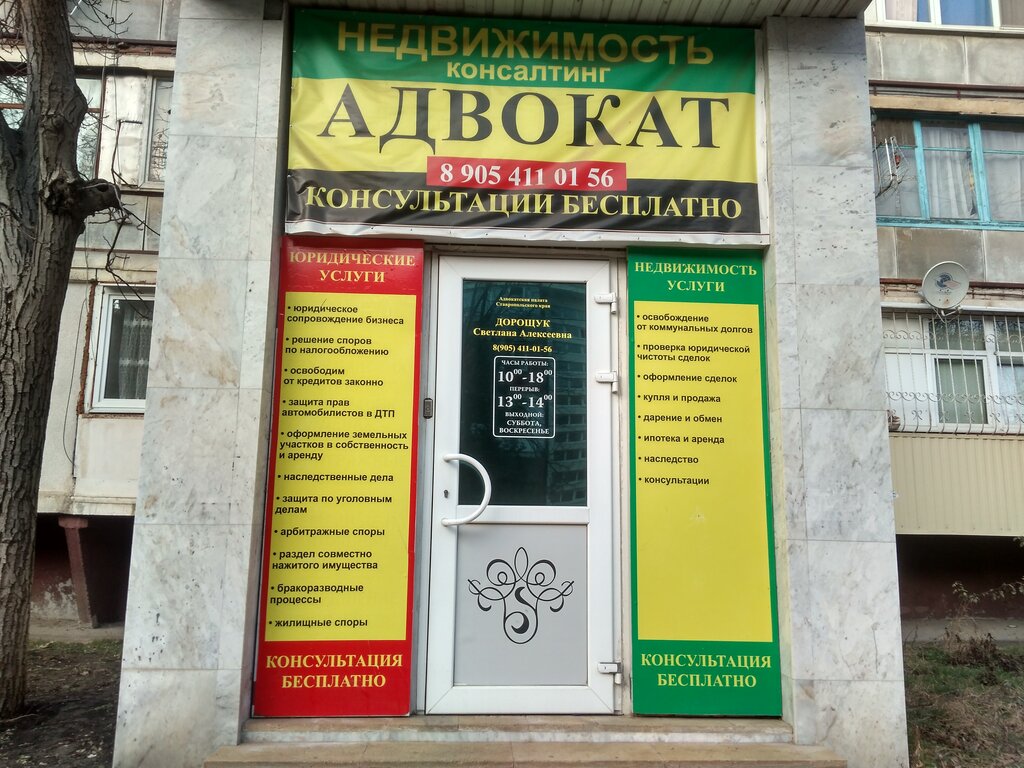 НЕДВИЖИМОСТЬ
КОНСАЛТИНГ
АДВОКАТ
8 905 411 01 56
КОНСУЛЬТАЦИИ БЕСПЛАТНО
ЮРИДИЧЕСКИЕ
УСЛУГИ
• юридическое
сопровождение бизнеса
• решение споров
по налогообложению
• освободим
от кредитов законно
• защита прав
автомобилистов в ДТП
• оформление земельных
участков в собственность
и аренду
• наследственные дела
• защита по уголовным
делам
• арбитражные споры
• раздел совместно
нажитого имущества
• бракоразводные
процессы
• жилищные споры
КОНСУЛЬТАЦИЯ
БЕСПЛАТНО
Адвокатская палата
Ставропольского края
ДОРОЩУК
Светлана Алексеевна
8(905) 411-01-56
ЧАСЫ РАБОТЫ:
10⁰⁰-18⁰⁰
ПЕРЕРЫВ:
13⁰⁰-14⁰⁰
ВЫХОДНОЙ:
СУББОТА,
ВОСКРЕСЕНЬЕ
НЕДВИЖИМОСТЬ
УСЛУГИ
• освобождение
от коммунальных долгов
• проверка юридической
чистоты сделок
• оформление сделок
• купля и продажа
• дарение и обмен
• ипотека и аренда
• наследство
• консультации
КОНСУЛЬТАЦИЯ
БЕСПЛАТНО